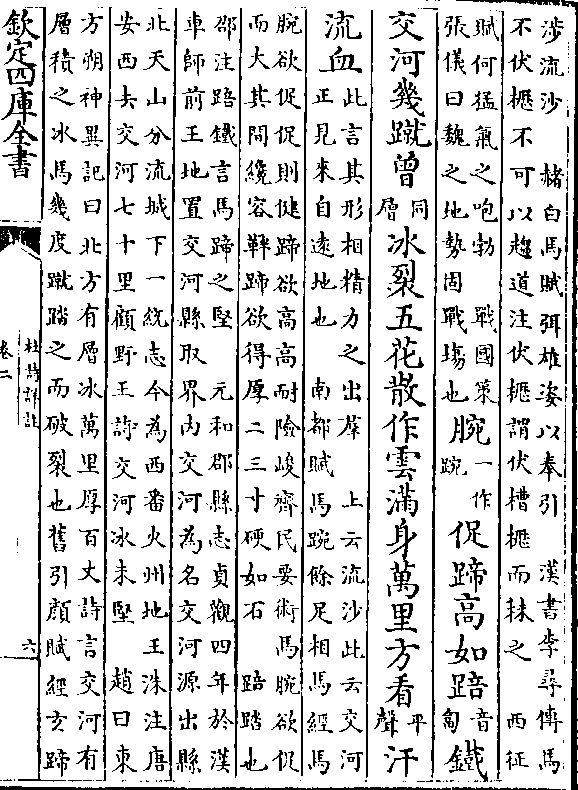 涉流沙　赭白馬賦弭雄姿以奉引　漢書李尋傳馬
不伏櫪不可以趨道注伏櫪謂伏槽櫪而秣之　西征
賦何猛氣之咆勃　戰國策
張儀曰魏之地勢固戰場也
腕一作踠促蹄高如踣音匐鐵
交河幾蹴曾同層冰裂五花散作雲滿身萬里方看平聲汗
流血
此言其形相精力之出羣　上云流沙此云交河
正見來自遠地也　南都賦馬踠餘足相馬經馬
腕欲促促則健蹄欲高高耐險峻齊民要術馬腕欲促
而大其間纔容靽蹄欲得厚二三寸硬如石　踣踏也
邵注踣鐵言馬蹄之堅　元和郡縣志貞觀四年於漢
車師前王地置交河縣取界内交河為名交河源出縣
北天山分流城下一統志今為西番火州地　王洙注唐
安西去交河七十里顧野王詩交河冰未堅　趙曰東
方朔神異記曰北方有層冰萬里厚百丈詩言交河有
層積之冰馬幾度蹴踏之而破裂也舊引顔賦經玄蹄
欽定四庫全書
杜詩詳註
卷二
六